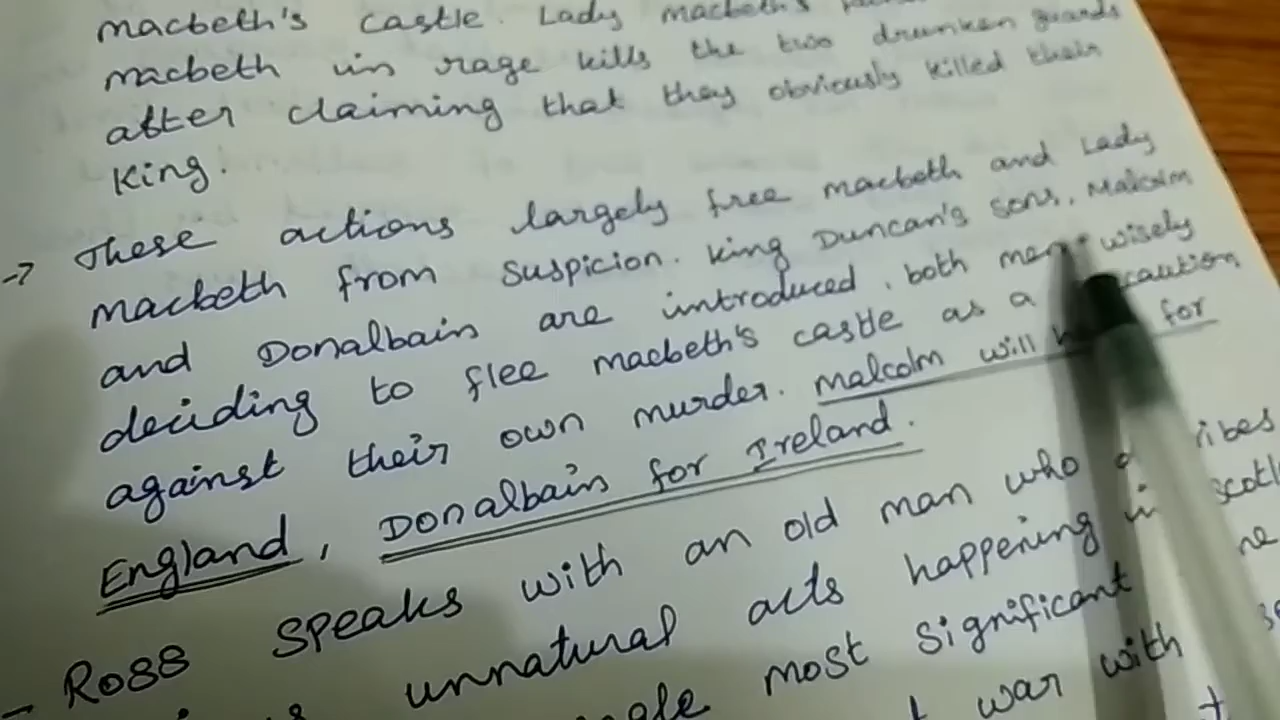 macbeth's castle. Lady macbeth's
macbeth in rage kills the two drunken guards
after claiming that they obviously killed their
King.
→ These actions largely free macbeth and Lady
macbeth from suspicion. King Duncan's sons, Malcolm
and Donalbain are introduced, both men wisely
deciding to flee macbeth's castle as a
against their own murder. Malcolm will for
England, Donalbain for Ireland.
- Ross speaks with an old man who
unnatural acts happening in
most significant
war with